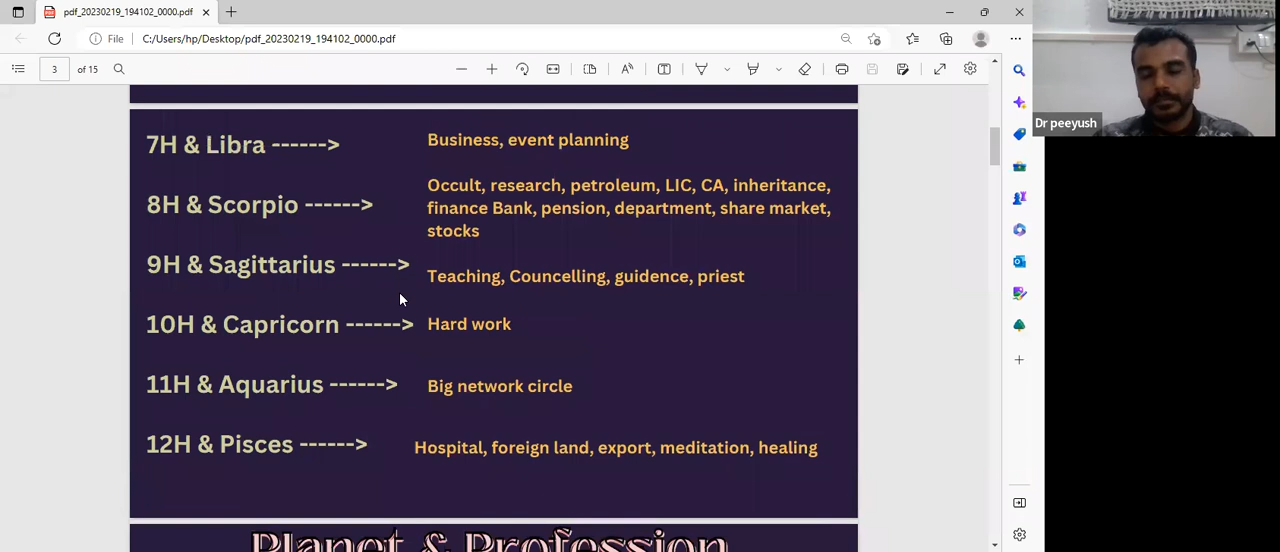 pdf_20230219_194102_0000.pdf
File
C:/Users/hp/Desktop/pdf_20230219_194102_0000.pdf
3 of 15
Dr peeyush
7H & Libra ------>
Business, event planning
8H & Scorpio ------>
Occult, research, petroleum, LIC, CA, inheritance,
finance Bank, pension, department, share market,
stocks
9H & Sagittarius ------>
Teaching, Councelling, guidence, priest
10H & Capricorn ------>
Hard work
11H & Aquarius ------>
Big network circle
12H & Pisces ------>
Hospital, foreign land, export, meditation, healing
Planet & Profession